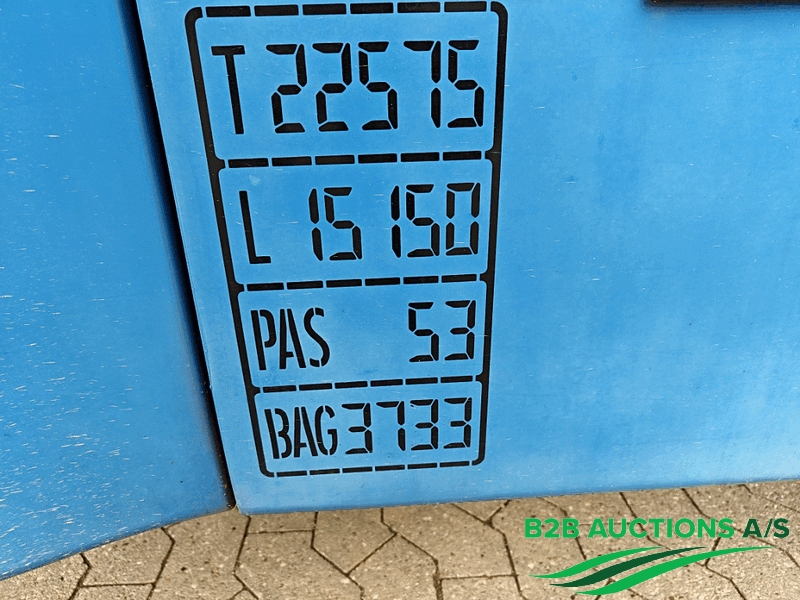 T 22575
L 15150
PAS 53
BAG 3733
B2B AUCTIONS A/S